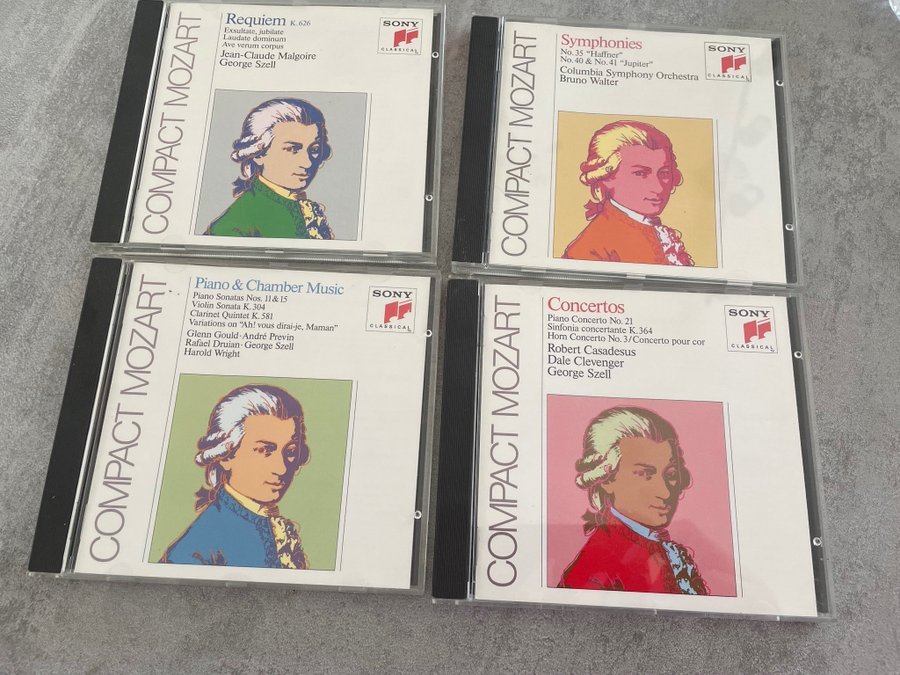 COMPACT MOZART
Requiem K. 626
Exsultate, jubilate
Laudate dominum
Ave verum corpus
Jean-Claude Malgoire
George Szell
SONY
CLASSICAL
COMPACT MOZART
Symphonies
No. 35 "Haffner"
No. 40 & No. 41 "Jupiter"
Columbia Symphony Orchestra
Bruno Walter
SONY
CLASSICAL
COMPACT MOZART
Piano & Chamber Music
Piano Sonatas Nos. 11 & 15
Violin Sonata K. 304
Clarinet Quintet K. 581
Variations on "Ah! vous dirai-je, Maman"
Glenn Gould · André Previn
Rafael Druian · George Szell
Harold Wright
SONY
CLASSICAL
COMPACT MOZART
Concertos
Piano Concerto No. 21
Sinfonia concertante K. 364
Horn Concerto No. 3/Concerto pour cor
Robert Casadesus
Dale Clevenger
George Szell
SONY
CLASSICAL